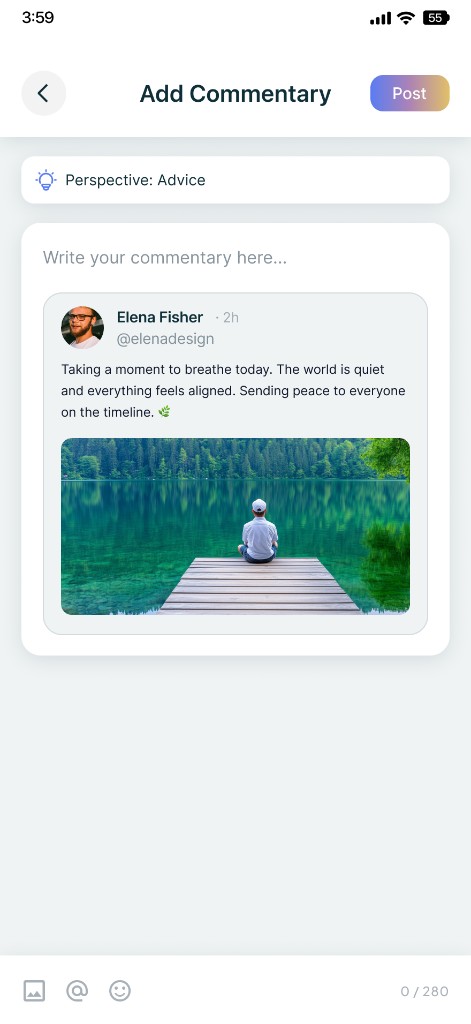 3:59
55
Add Commentary
Post
Perspective: Advice
Write your commentary here...
Elena Fisher · 2h
@elenadesign
Taking a moment to breathe today. The world is quiet
and everything feels aligned. Sending peace to everyone
on the timeline. 🌿
0 / 280